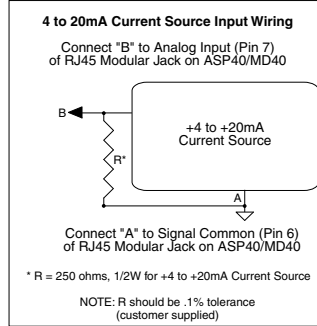 4 to 20mA Current Source Input Wiring
Connect "B" to Analog Input (Pin 7)
of RJ45 Modular Jack on ASP40/MD40
B
+4 to +20mA
Current Source
R*
A
Connect "A" to Signal Common (Pin 6)
of RJ45 Modular Jack on ASP40/MD40
* R = 250 ohms, 1/2W for +4 to +20mA Current Source
NOTE: R should be .1% tolerance
(customer supplied)